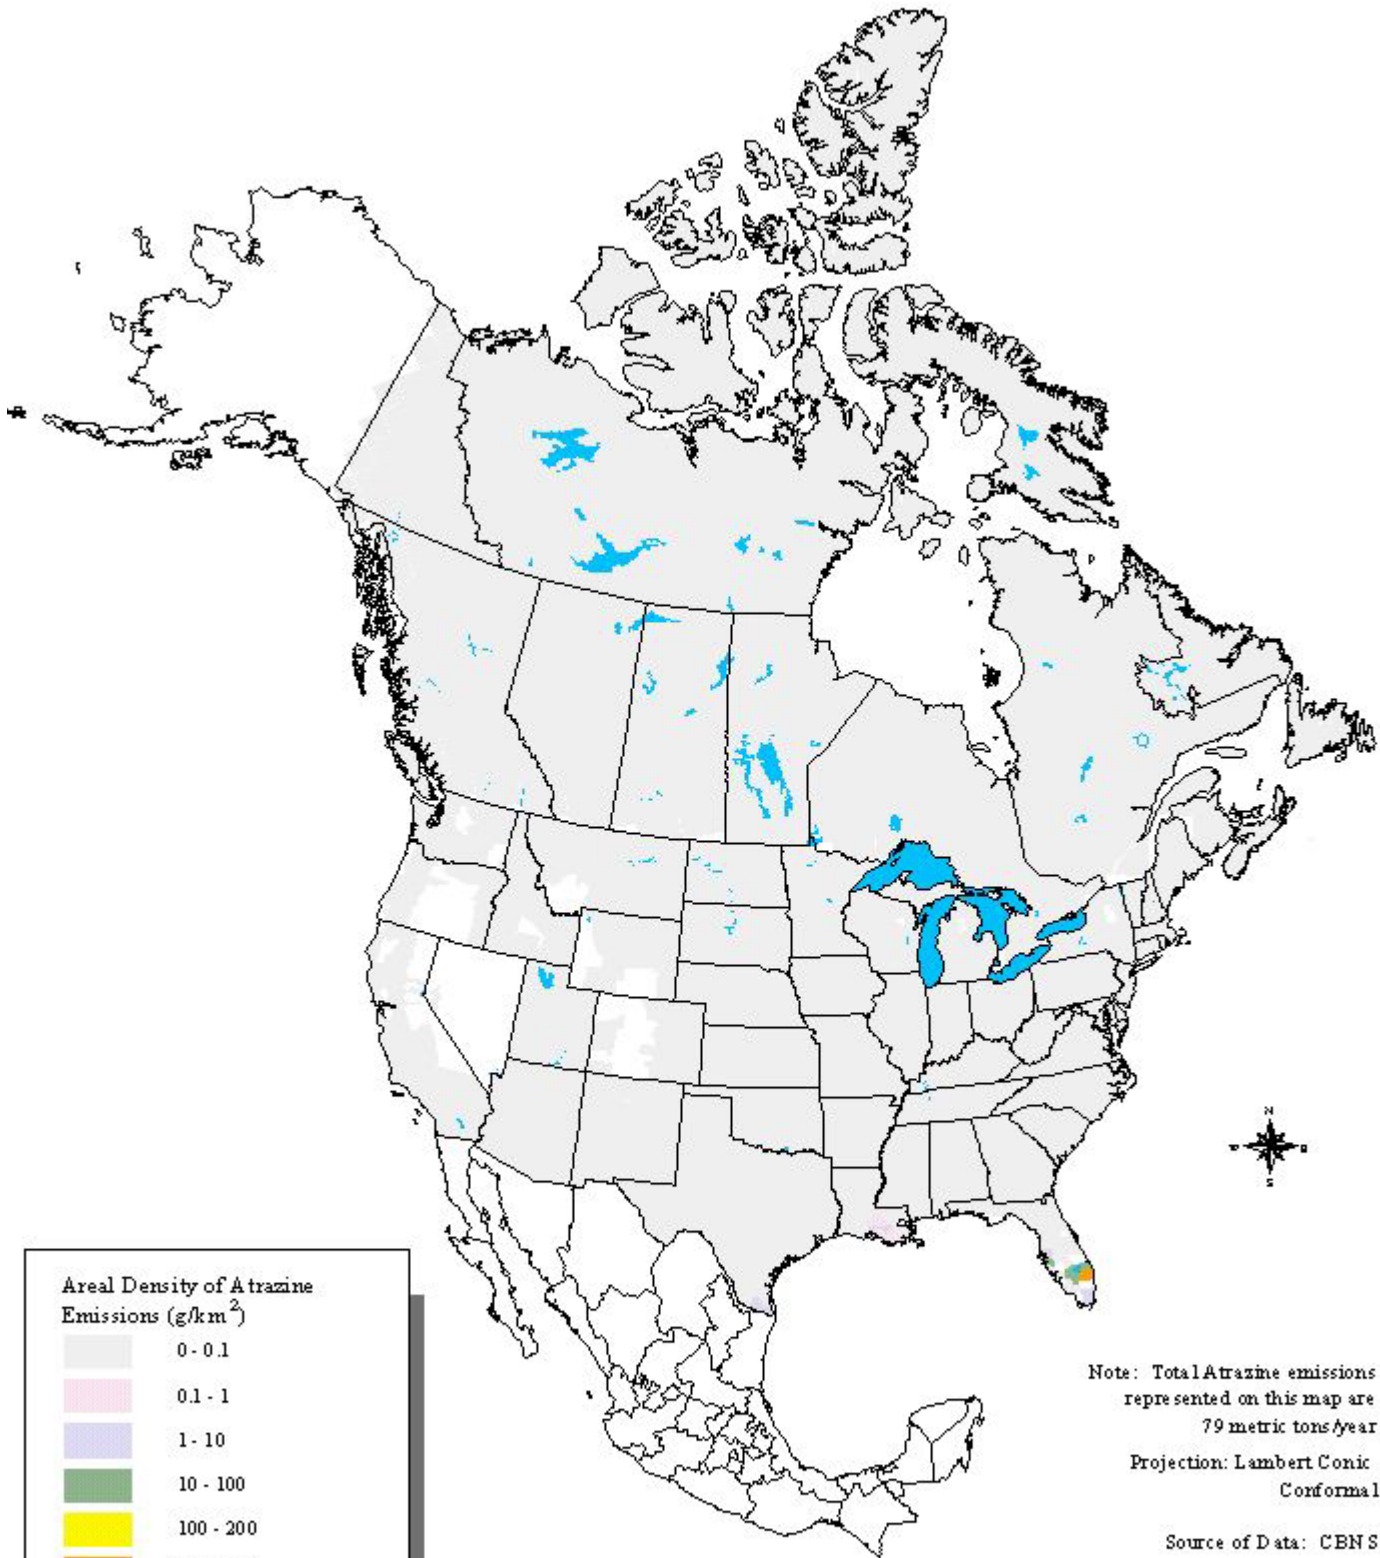 N
S
Areal Density of Atrazine
Emissions (g/km2)
0 - 0.1
0.1 - 1
1 - 10
10 - 100
100 - 200
Note: Total Atrazine emissions
represented on this map are
79 metric tons/year
Projection: Lambert Conic
Conformal
Source of Data: CBNS